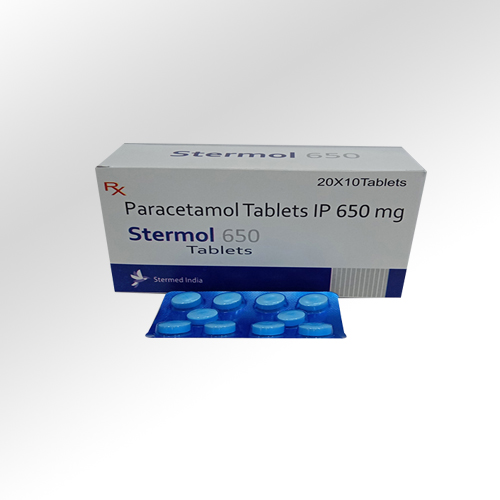 Stermol 650
20X10Tablets
Rx
Paracetamol Tablets IP 650 mg
Stermol 650
Tablets
Stermed India